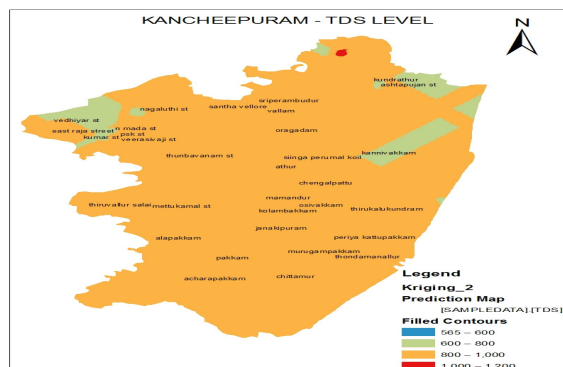 KANCHEEPURAM - TDS LEVEL
N
kundrathur
ashtapujan st
sriperambudur
santha vellore
nagaluthi st
vallam
vedhiyar st
east raja street
n mada st
oragadam
psk st
kumar st
veerasivaji st
kannivakkam
thunbavanam st
siinga perumal koil
athur
chengalpattu
mamandur
thiruvallur salai
mettukamal st
osivakkam
kolambakkam
thirukalukundram
janakipuram
alapakkam
periya kattupakkam
murugampakkam
pakkam
thondamanallur
acharapakkam
chittamur
Legend
Kriging_2
Prediction Map
[SAMPLEDATA].[TDS]
Filled Contours
565 – 600
600 – 800
800 – 1,000
1,000 – 1,200